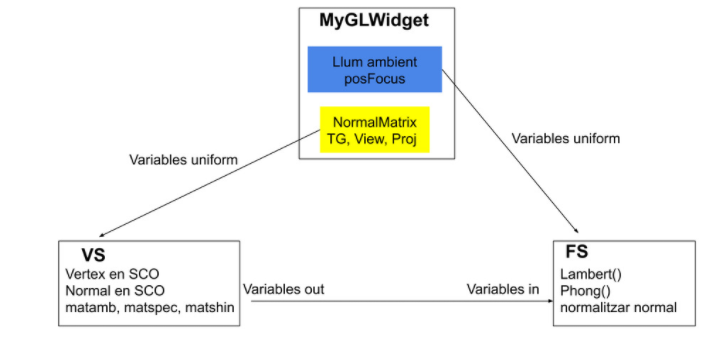 MyGLWidget
Llum ambient
posFocus
NormalMatrix
TG, View, Proj
Variables uniform
Variables uniform
VS
Vertex en SCO
Normal en SCO
matamb, matspec, matshin
Variables out
Variables in
FS
Lambert()
Phong()
normalitzar normal